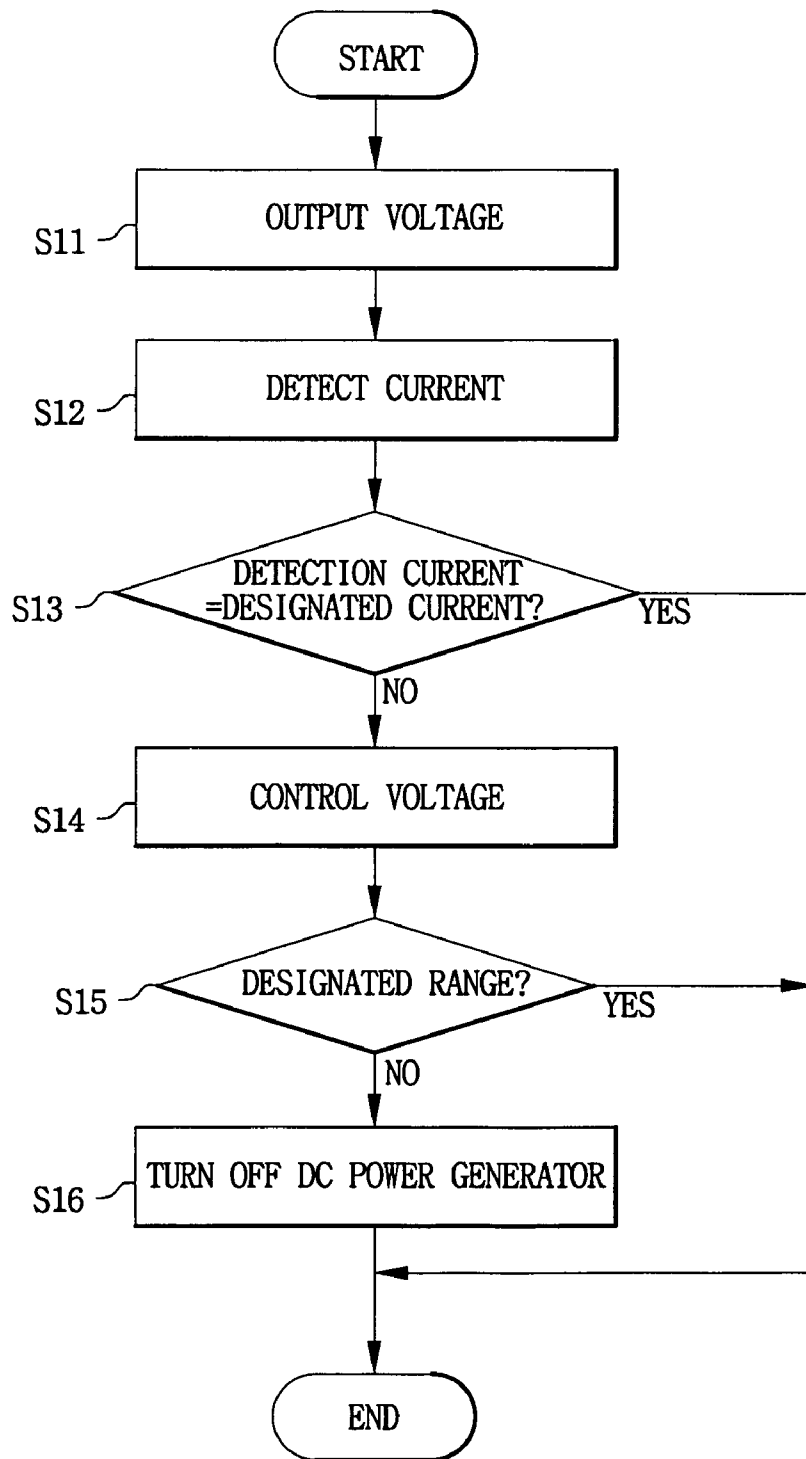 START
S11
OUTPUT VOLTAGE
S12
DETECT CURRENT
S13
DETECTION CURRENT
=DESIGNATED CURRENT?
YES
NO
S14
CONTROL VOLTAGE
S15
DESIGNATED RANGE?
YES
NO
S16
TURN OFF DC POWER GENERATOR
END